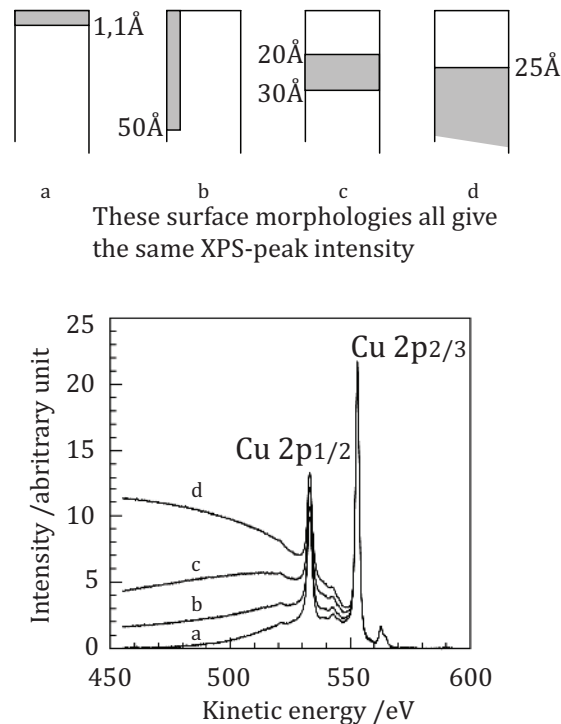 1,1Å
50Å
20Å
30Å
25Å
a b c d
These surface morphologies all give
the same XPS-peak intensity
25
20
15
10
5
0
Intensity /abritrary unit
Cu 2p2/3
Cu 2p1/2
d
c
b
a
450 500 550 600
Kinetic energy /eV